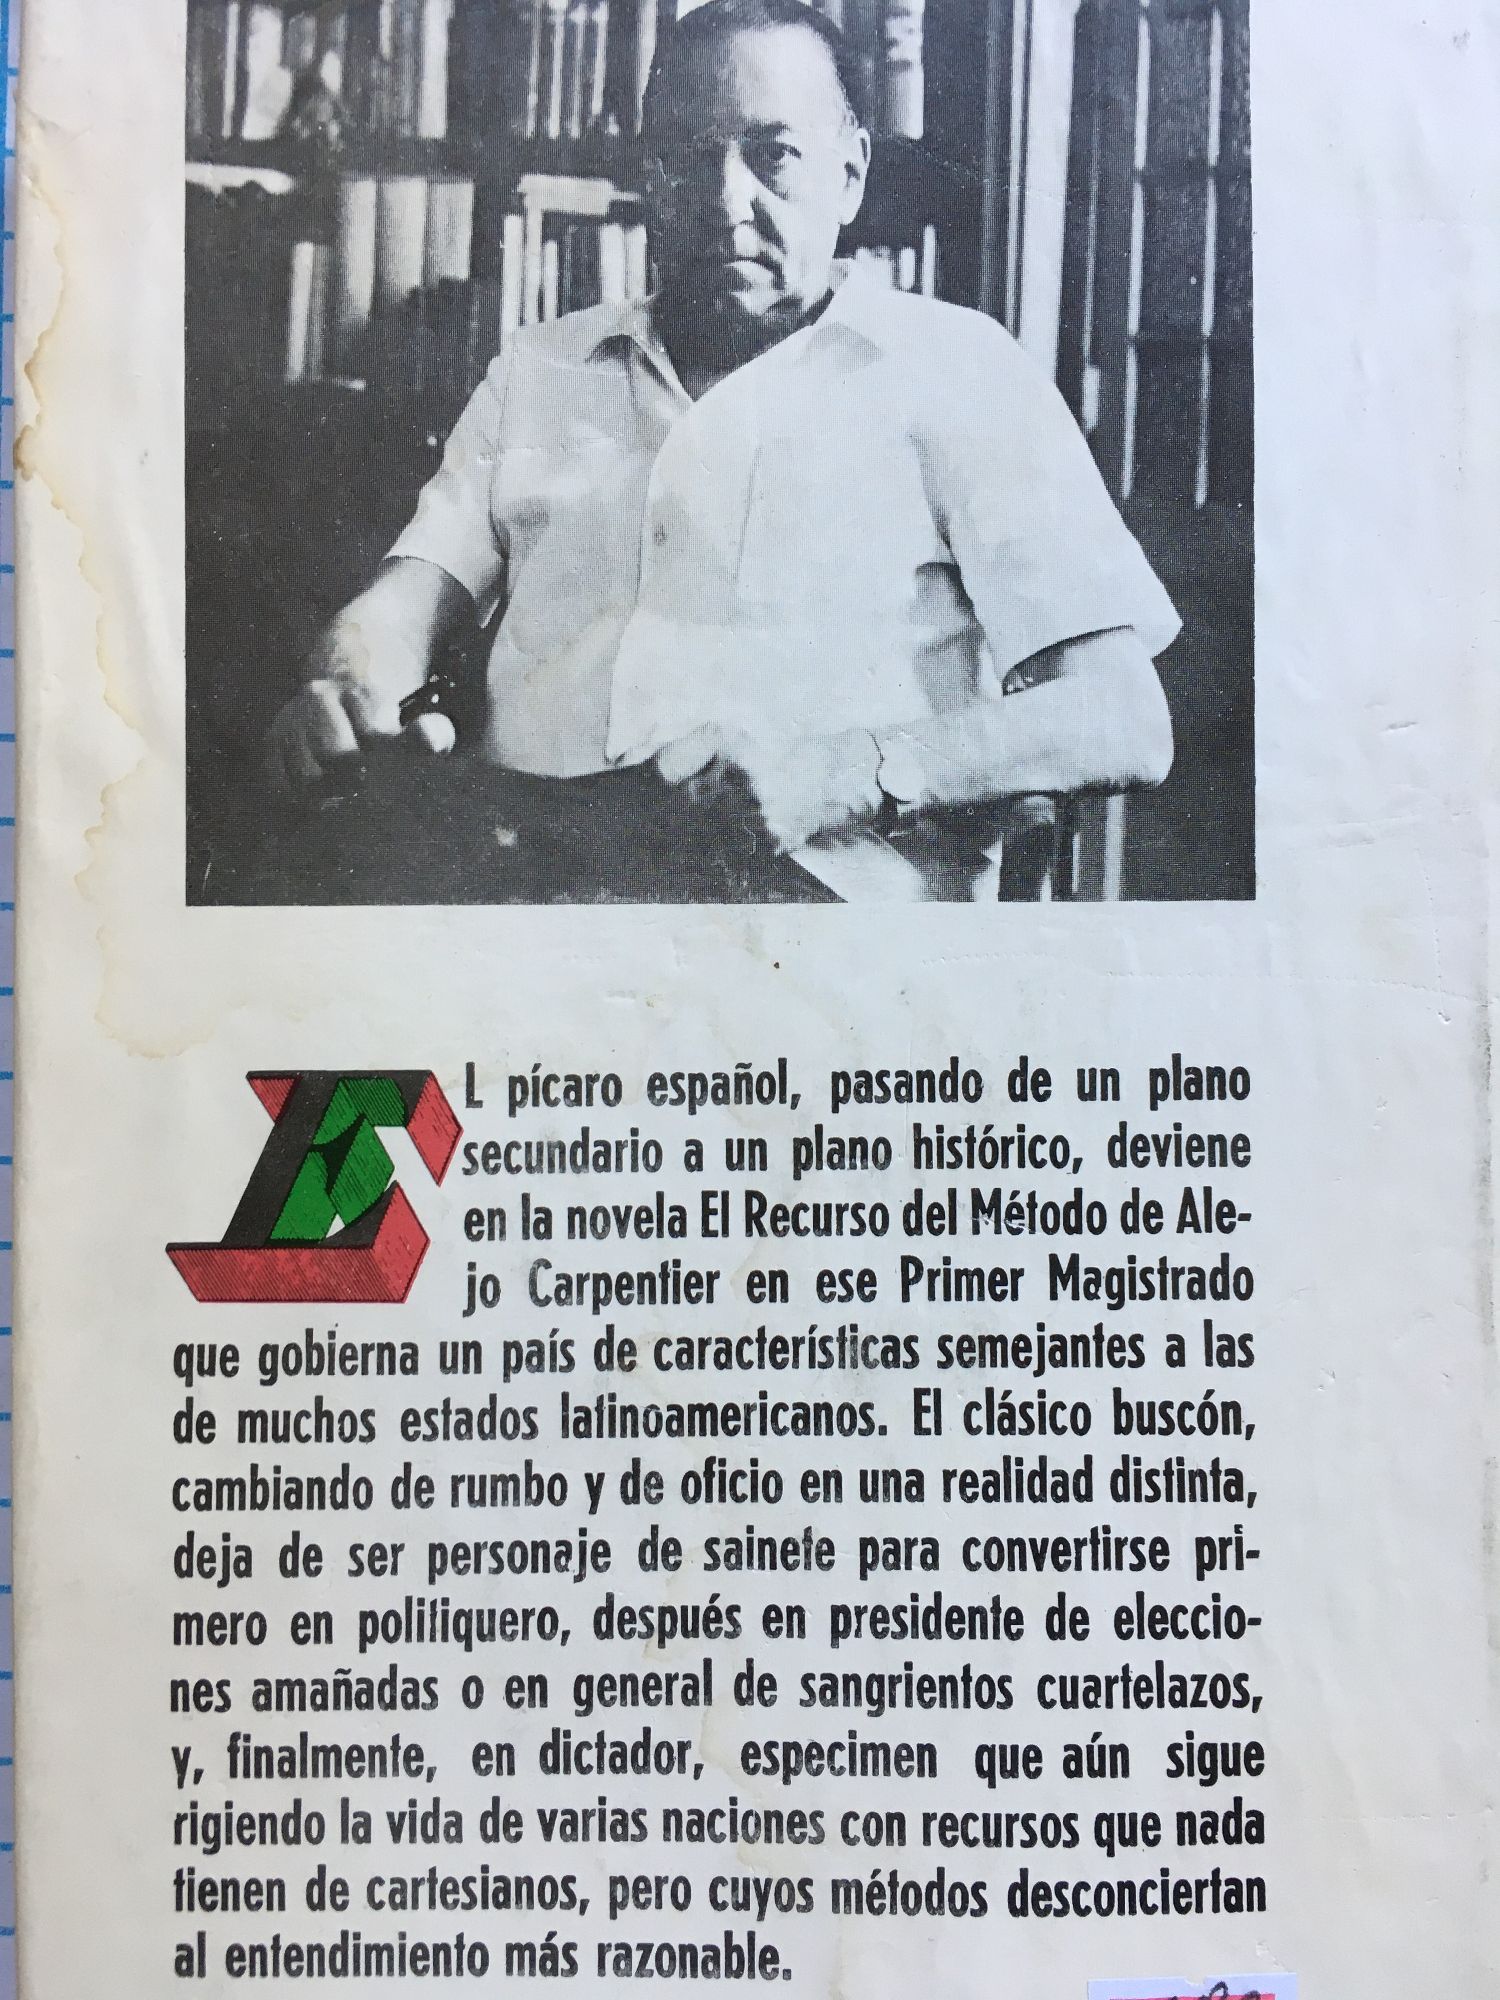 EL pícaro español, pasando de un plano
secundario a un plano histórico, deviene
en la novela El Recurso del Método de Ale-
jo Carpentier en ese Primer Magistrado
que gobierna un país de características semejantes a las
de muchos estados latinoamericanos. El clásico buscón,
cambiando de rumbo y de oficio en una realidad distinta,
deja de ser personaje de sainete para convertirse pri-
mero en politiquero, después en presidente de eleccio-
nes amañadas o en general de sangrientos cuartelazos,
y, finalmente, en dictador, especimen que aún sigue
rigiendo la vida de varias naciones con recursos que nada
tienen de cartesianos, pero cuyos métodos desconciertan
al entendimiento más razonable.